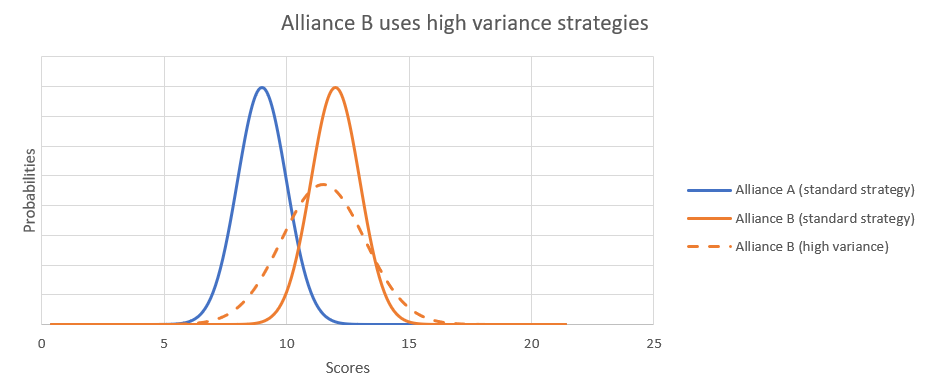 Alliance B uses high variance strategies
Probabilities
Alliance A (standard strategy)
Alliance B (standard strategy)
Alliance B (high variance)
0 5 10 15 20 25
Scores